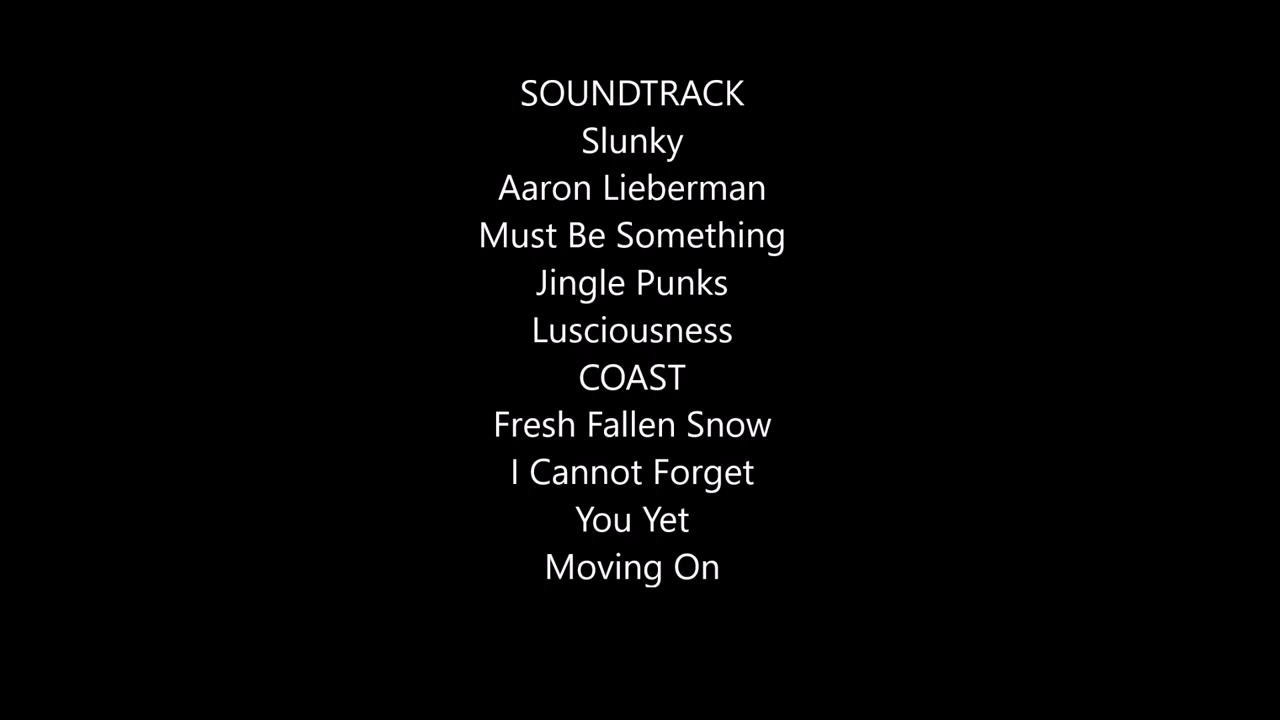 SOUNDTRACK
Slunky
Aaron Lieberman
Must Be Something
Jingle Punks
Lusciousness
COAST
Fresh Fallen Snow
I Cannot Forget
You Yet
Moving On